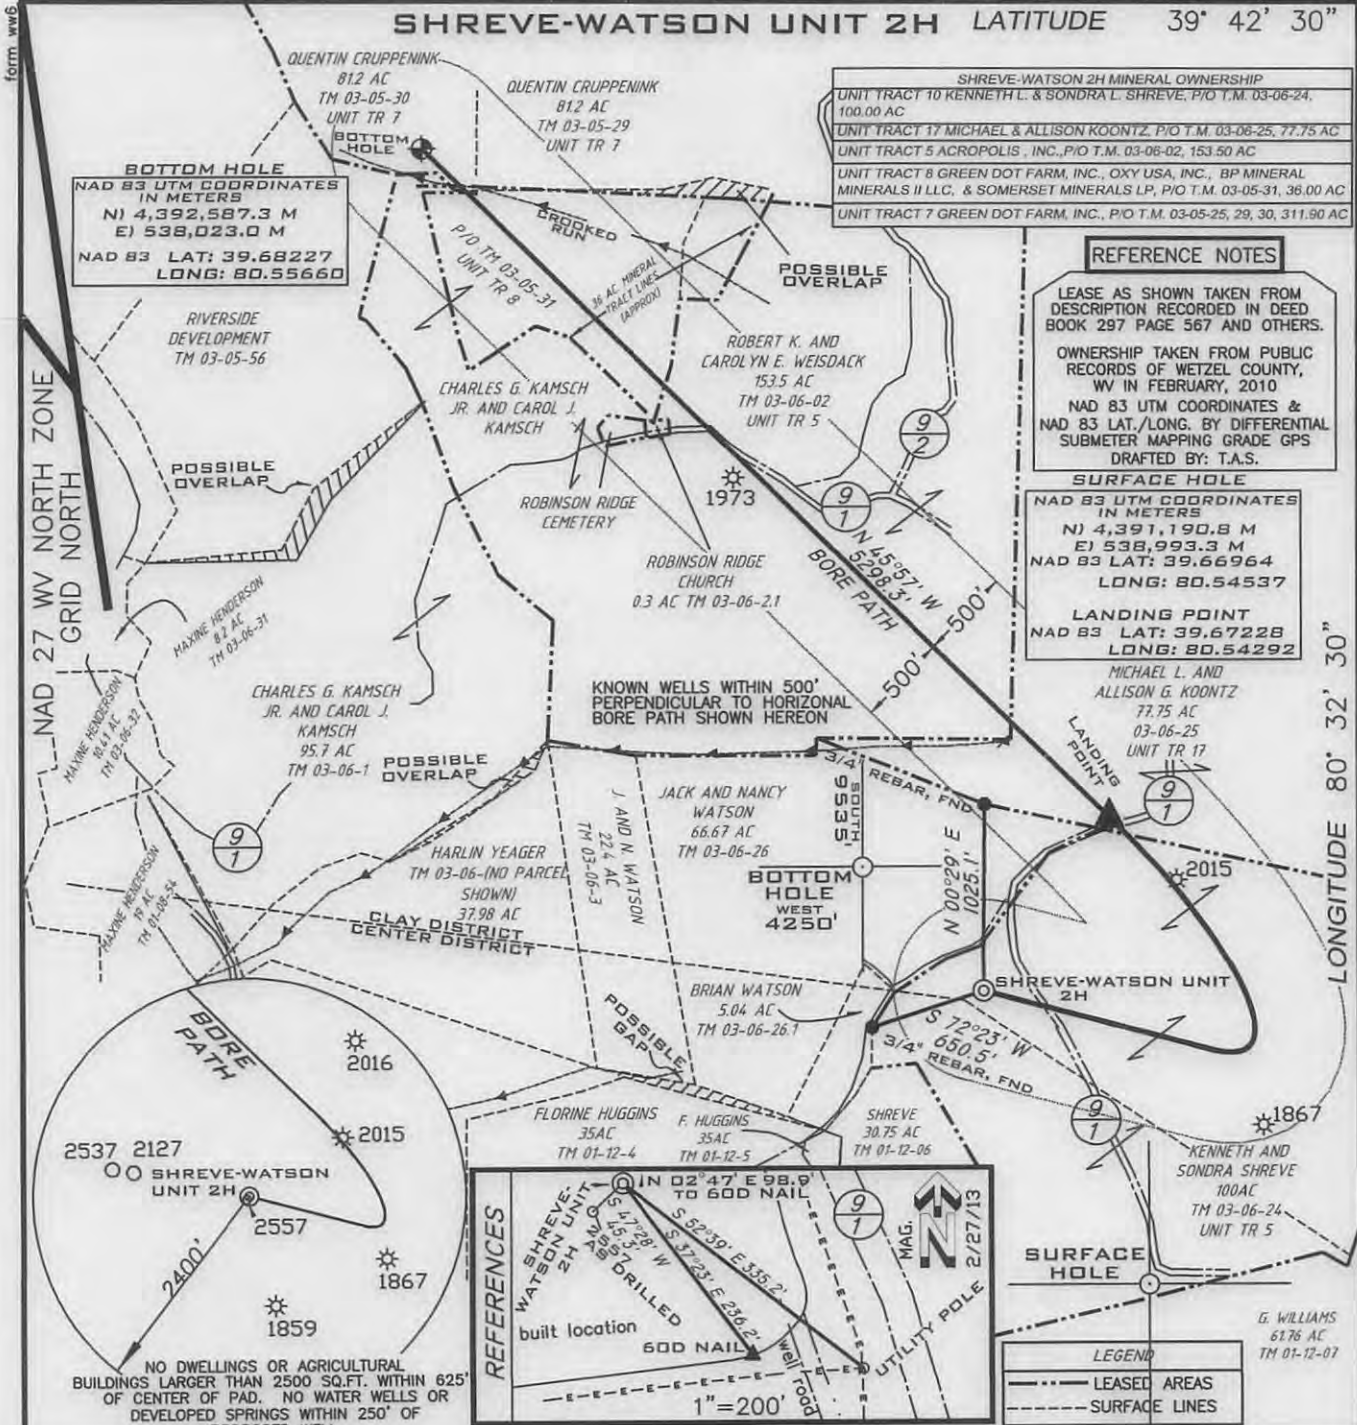 form ww6
SHREVE-WATSON UNIT 2H
LATITUDE 39° 42' 30"
QUENTIN CRUPPENINK
81.2 AC
TM 03-05-30
UNIT TR 7
QUENTIN CRUPPENINK
81.2 AC
TM 03-05-29
UNIT TR 7
SHREVE-WATSON 2H MINERAL OWNERSHIP
UNIT TRACT 10 KENNETH L. & SONDRA L. SHREVE, P/O T.M. 03-06-24,
100.00 AC
UNIT TRACT 17 MICHAEL & ALLISON KOONTZ, P/O T.M. 03-06-25, 77.75 AC
UNIT TRACT 5 ACROPOLIS , INC.,P/O T.M. 03-06-02, 153.50 AC
UNIT TRACT 8 GREEN DOT FARM, INC., OXY USA, INC., BP MINERAL
MINERALS II LLC, & SOMERSET MINERALS LP, P/O T.M. 03-05-31, 36.00 AC
UNIT TRACT 7 GREEN DOT FARM, INC., P/O T.M. 03-05-25, 29, 30, 311.90 AC
BOTTOM
HOLE
BOTTOM HOLE
NAD 83 UTM COORDINATES
IN METERS
N) 4,392,587.3 M
E) 538,023.0 M
NAD 83 LAT: 39.68227
LONG: 80.55660
CROOKED
RUN
P/O TM 03-05-31
UNIT TR 8
36 AC. MINERAL
TRACT LINES
(APPROX)
POSSIBLE
OVERLAP
REFERENCE NOTES
LEASE AS SHOWN TAKEN FROM
DESCRIPTION RECORDED IN DEED
BOOK 297 PAGE 567 AND OTHERS.
OWNERSHIP TAKEN FROM PUBLIC
RECORDS OF WETZEL COUNTY,
WV IN FEBRUARY, 2010
NAD 83 UTM COORDINATES &
NAD 83 LAT./LONG. BY DIFFERENTIAL
SUBMETER MAPPING GRADE GPS
DRAFTED BY: T.A.S.
RIVERSIDE
DEVELOPMENT
TM 03-05-56
ROBERT K. AND
CAROLYN E. WEISDACK
153.5 AC
TM 03-06-02
UNIT TR 5
CHARLES G. KAMSCH
JR. AND CAROL J.
KAMSCH
9
2
NAD 27 WV NORTH ZONE
GRID NORTH
POSSIBLE
OVERLAP
ROBINSON RIDGE
CEMETERY
1973
9
1
SURFACE HOLE
NAD 83 UTM COORDINATES
IN METERS
N) 4,391,190.8 M
E) 538,993.3 M
NAD 83 LAT: 39.66964
LONG: 80.54537
LANDING POINT
NAD 83 LAT: 39.67228
LONG: 80.54292
N 45°57' W
5298.3'
BORE PATH
ROBINSON RIDGE
CHURCH
0.3 AC TM 03-06-2.1
500'
500'
MAXINE HENDERSON
8.2 AC
TM 03-06-31
MAXINE HENDERSON
10.41 AC
TM 03-06-32
CHARLES G. KAMSCH
JR. AND CAROL J.
KAMSCH
95.7 AC
TM 03-06-1
KNOWN WELLS WITHIN 500'
PERPENDICULAR TO HORIZONAL
BORE PATH SHOWN HEREON
MICHAEL L. AND
ALLISON G. KOONTZ
77.75 AC
03-06-25
UNIT TR 17
LONGITUDE 80° 32' 30"
POSSIBLE
OVERLAP
LANDING
POINT
3/4" REBAR, FND
9
1
9
1
JACK AND NANCY
WATSON
66.67 AC
TM 03-06-26
J. AND N. WATSON
22.4 AC
TM 03-06-3
SOUTH
9535'
HARLIN YEAGER
TM 03-06-(NO PARCEL
SHOWN)
37.98 AC
MAXINE HENDERSON
19 AC
TM 01-08-54
BOTTOM
HOLE
WEST
4250'
N 00°29' E
1025.1'
2015
CLAY DISTRICT
CENTER DISTRICT
BRIAN WATSON
5.04 AC
TM 03-06-26.1
SHREVE-WATSON UNIT
2H
S 72°23' W
650.5'
3/4" REBAR, FND
POSSIBLE
GAP
BORE
PATH
2016
2015
2537 2127
SHREVE-WATSON
UNIT 2H
2557
2400'
1867
1859
FLORINE HUGGINS
35AC
TM 01-12-4
F. HUGGINS
35AC
TM 01-12-5
SHREVE
30.75 AC
TM 01-12-06
9
1
1867
KENNETH AND
SONDRA SHREVE
100AC
TM 03-06-24
UNIT TR 5
REFERENCES
N 02°47' E 98.9'
TO 60D NAIL
SHREVE-
WATSON UNIT
2H
S 47°28' W
45.3'
DRILLED
S 52°39' E 335.2'
S 37°23' E 236.2'
built location
60D NAIL
well road
UTILITY POLE
9
1
MAG.
N
2/27/13
1"=200'
SURFACE
HOLE
G. WILLIAMS
61.76 AC
TM 01-12-07
NO DWELLINGS OR AGRICULTURAL
BUILDINGS LARGER THAN 2500 SQ.FT. WITHIN 625'
OF CENTER OF PAD. NO WATER WELLS OR
DEVELOPED SPRINGS WITHIN 250' OF
LEGEND
LEASED AREAS
SURFACE LINES